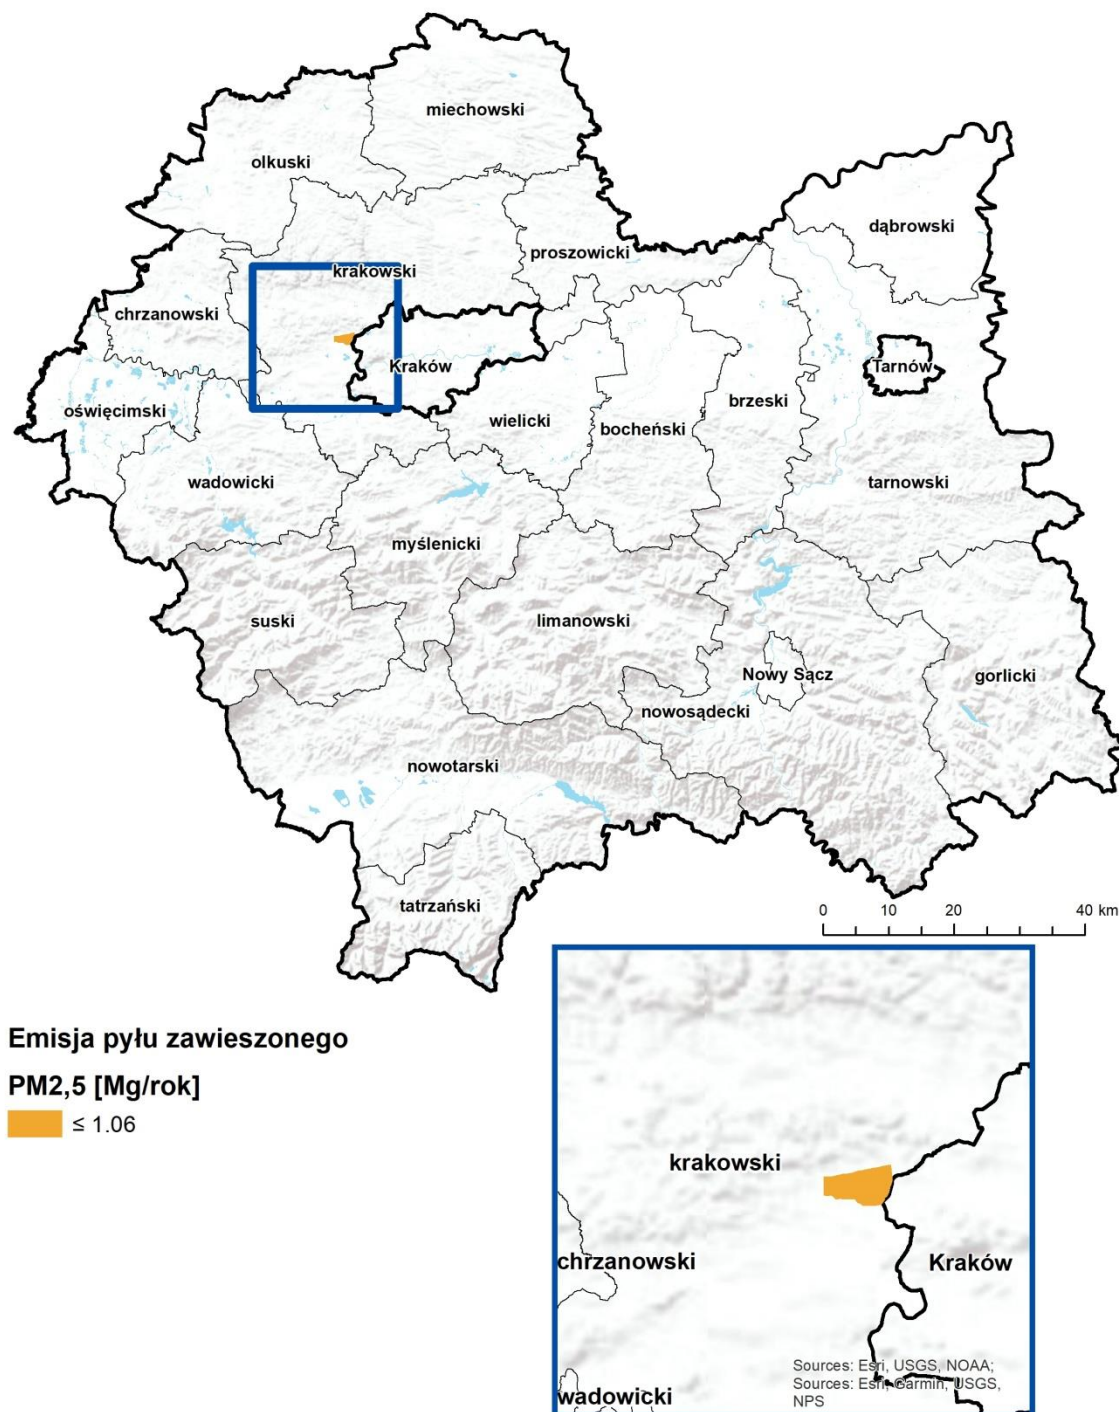 miechowski
olkuski
dąbrowski
proszowicki
krakowski
chrzanowski
Kraków
Tarnów
oświęcimski
brzeski
wielicki
bocheński
wadowicki
tarnowski
myślenicki
suski
limanowski
Nowy Sącz
gorlicki
nowosądecki
nowotarski
tatrzański
0 10 20 40 km
Emisja pyłu zawieszonego
PM2,5 [Mg/rok]
≤ 1.06
krakowski
chrzanowski
Kraków
wadowicki
Sources: Esri, USGS, NOAA;
Sources: Esri, Garmin, USGS,
NPS